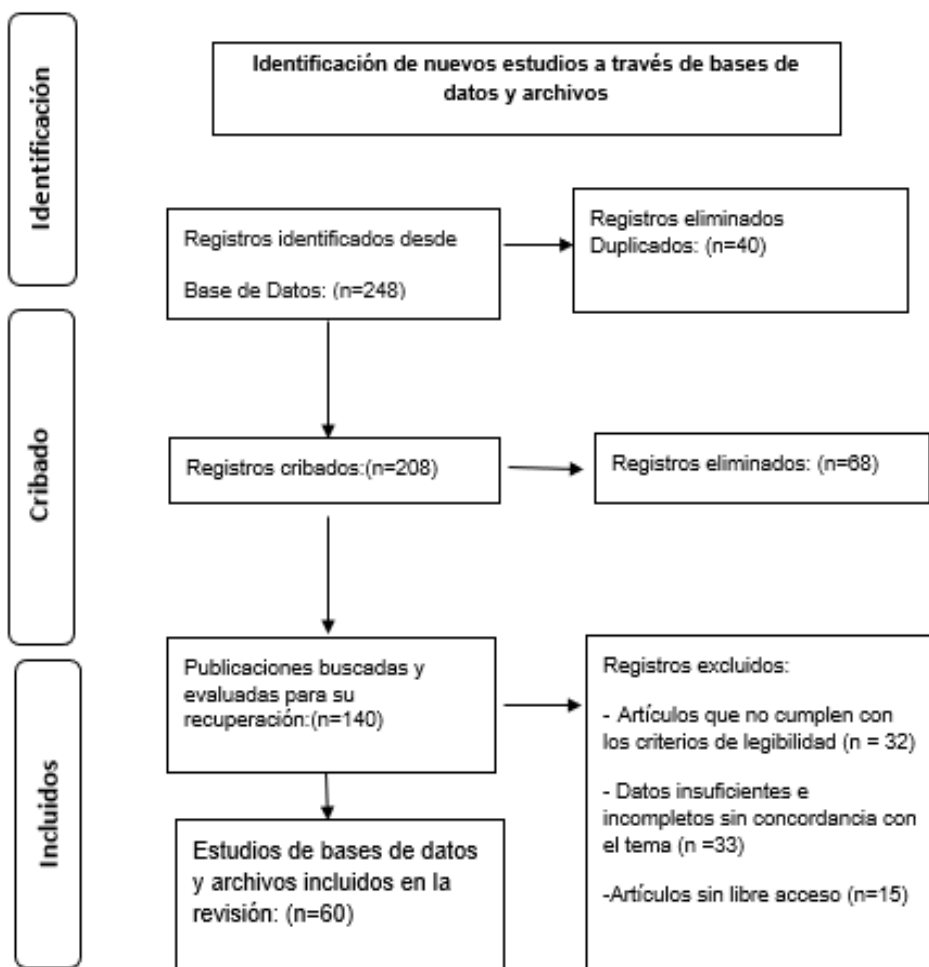 Identificación
Identificación de nuevos estudios a través de bases de
datos y archivos
Registros identificados desde
Base de Datos: (n=248)
Registros eliminados
Duplicados: (n=40)
Cribado
Registros cribados:(n=208)
Registros eliminados: (n=68)
Incluidos
Publicaciones buscadas y
evaluadas para su
recuperación:(n=140)
Registros excluidos:
- Artículos que no cumplen con
los criterios de legibilidad (n = 32)
- Datos insuficientes e
incompletos sin concordancia con
el tema (n =33)
-Artículos sin libre acceso (n=15)
Estudios de bases de datos
y archivos incluidos en la
revisión: (n=60)